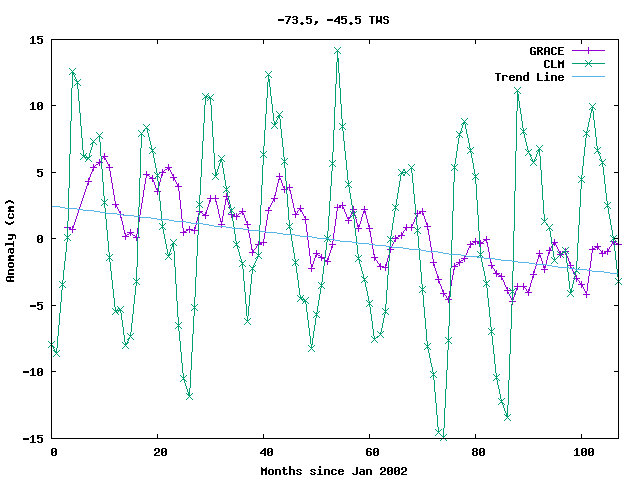 -73.5, -45.5 TWS
GRACE
CLM
Trend Line
15
10
5
0
-5
-10
-15
Anomaly (cm)
0 20 40 60 80 100
Months since Jan 2002